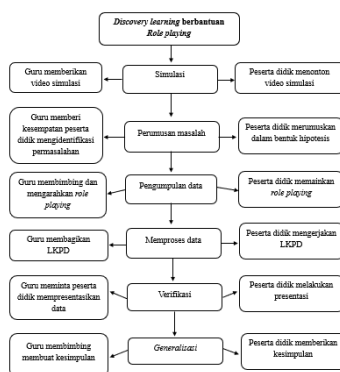 Discovery learning berbantuan
Role playing
Guru memberikan
video simulasi
Simulasi
Peserta didik menonton
video simulasi
Guru memberi
kesempatan peserta
didik mengidentifikasi
permasalahan
Perumusan masalah
Peserta didik merumuskan
dalam bentuk hipotesis
Guru membimbing dan
mengarahkan role
playing
Pengumpulan data
Peserta didik memainkan
role playing
Guru membagikan
LKPD
Memproses data
Peserta didik mengerjakan
LKPD
Guru meminta peserta
didik mempresentasikan
data
Verifikasi
Peserta didik melakukan
presentasi
Guru membimbing
membuat kesimpulan
Generalisasi
Peserta didik memberikan
kesimpulan